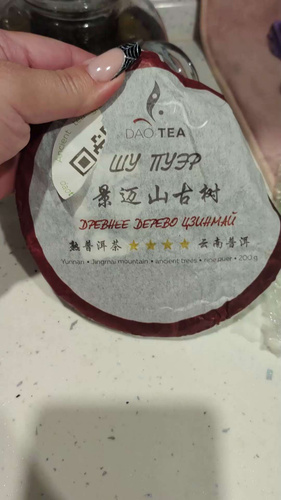 DAO TEA
ШУ ПУЭР
景迈山古树
ДРЕВНЕЕ ДЕРЕВО ЦЗИНМАЙ
熟普洱茶 ★★★★ 云南普洱
Yunnan • Jingmai mountain • ancient trees • ripe puer • 200g